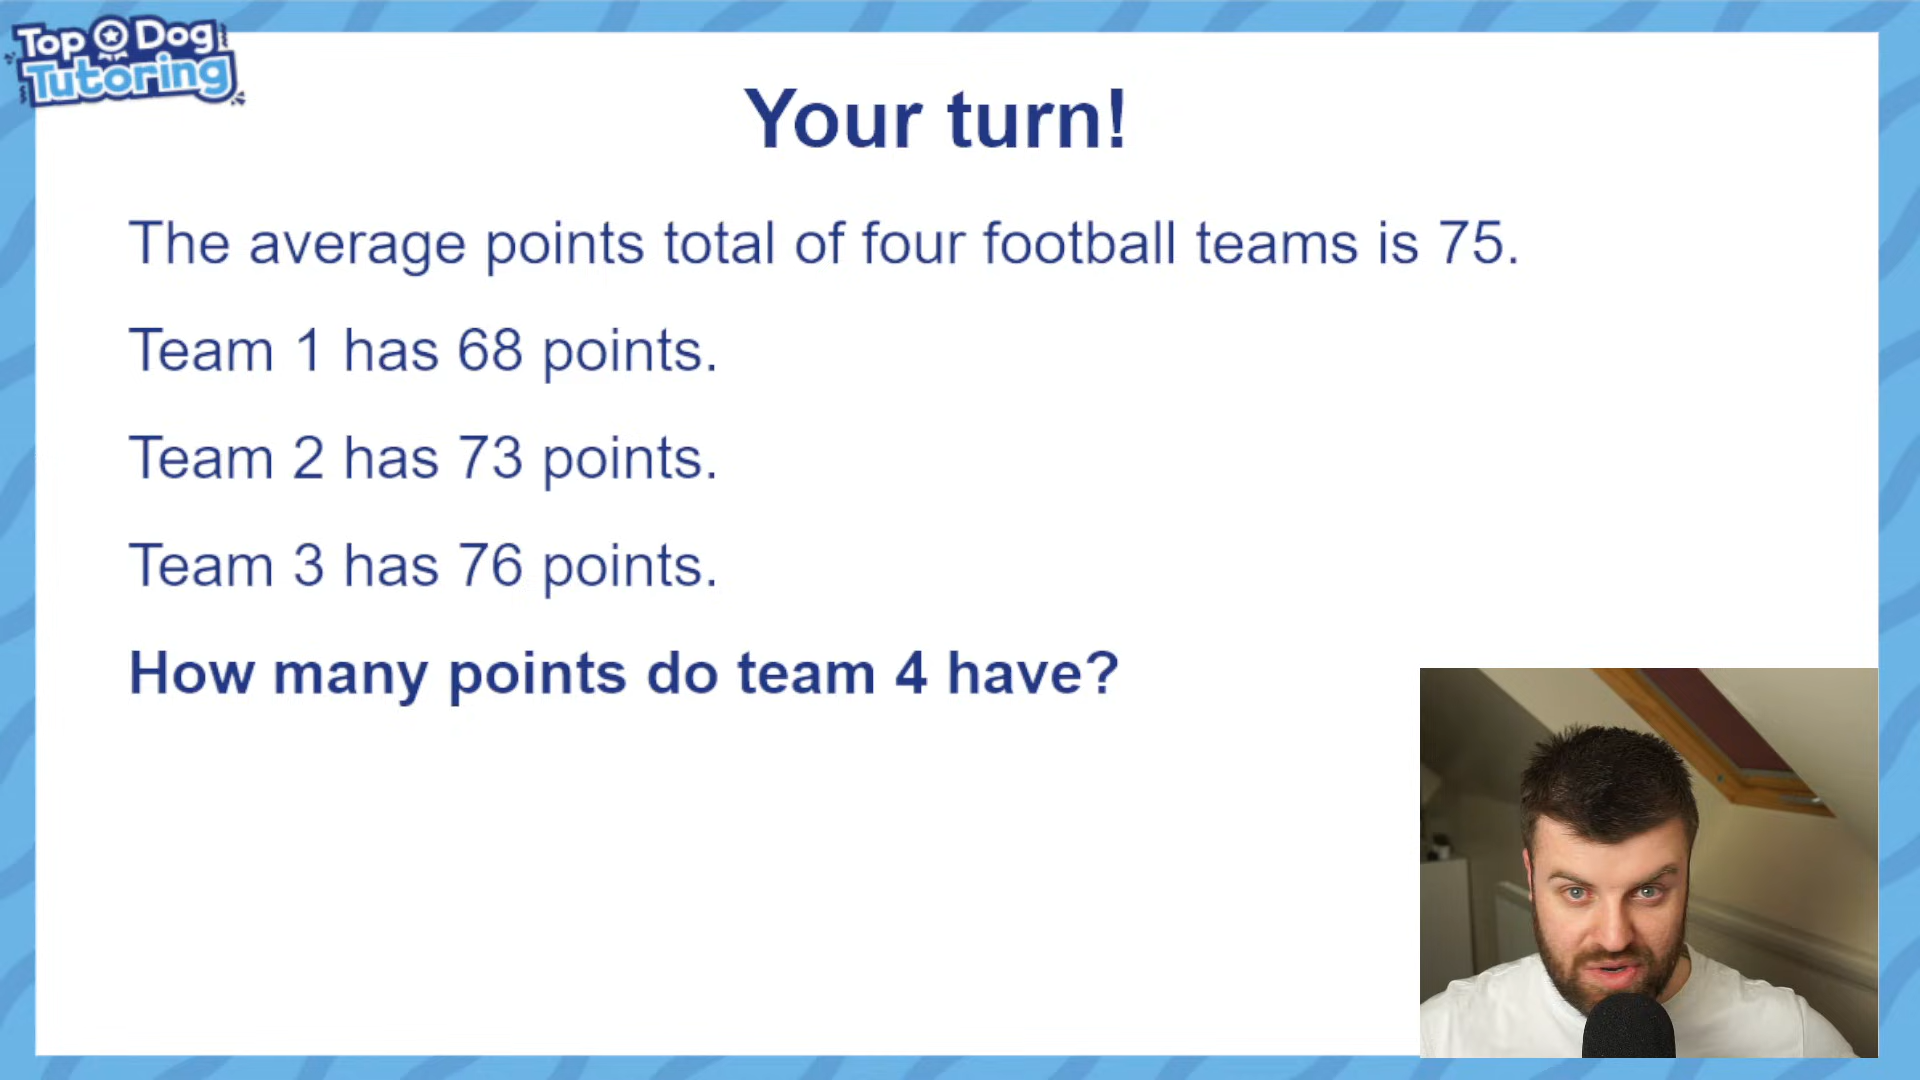 Top Dog
Tutoring
Your turn!
The average points total of four football teams is 75.
Team 1 has 68 points.
Team 2 has 73 points.
Team 3 has 76 points.
How many points do team 4 have?